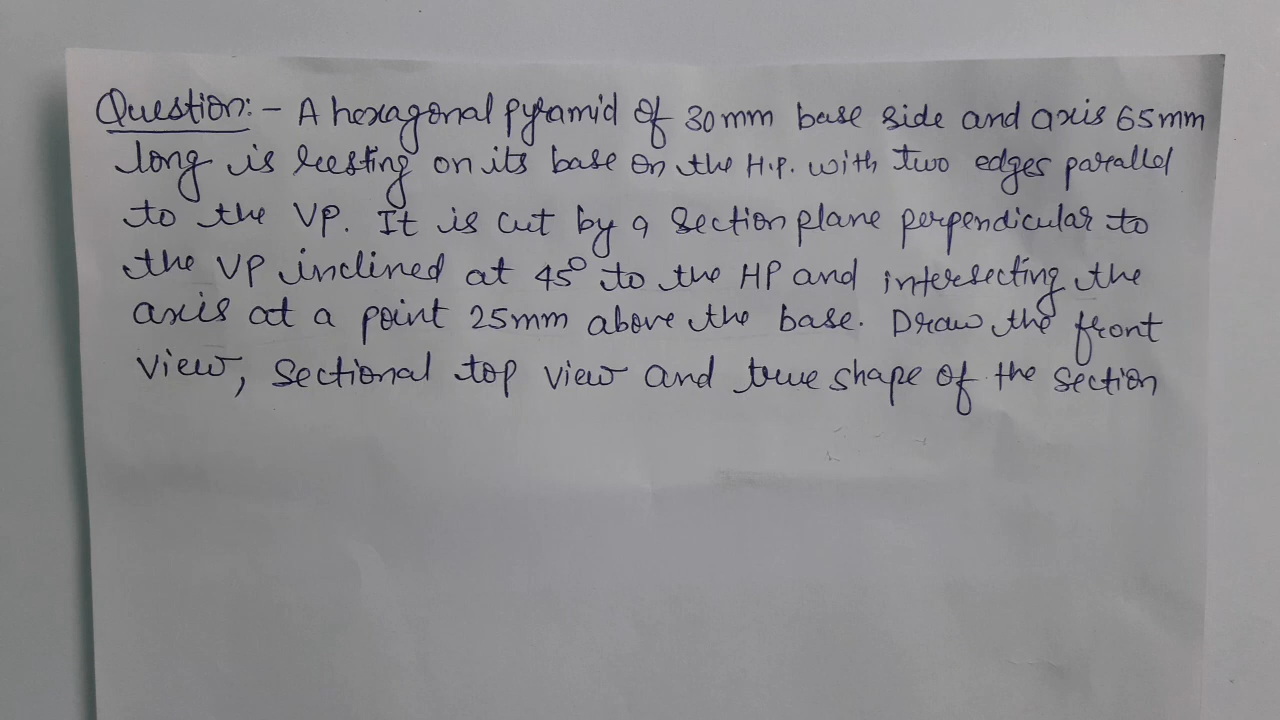 Question:- A hexagonal pyramid of 30mm base side and axis 65mm
long is resting on its base on the H.P. with two edges parallel
to the VP. It is cut by a section plane perpendicular to
the VP inclined at 45° to the HP and intersecting the
axis at a point 25mm above the base. Draw the front
view, sectional top view and true shape of the section